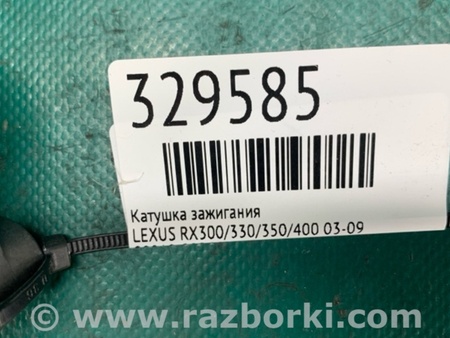 329585
Катушка зажигания
LEXUS RX300/330/350/400 03-09
www.razborki.com